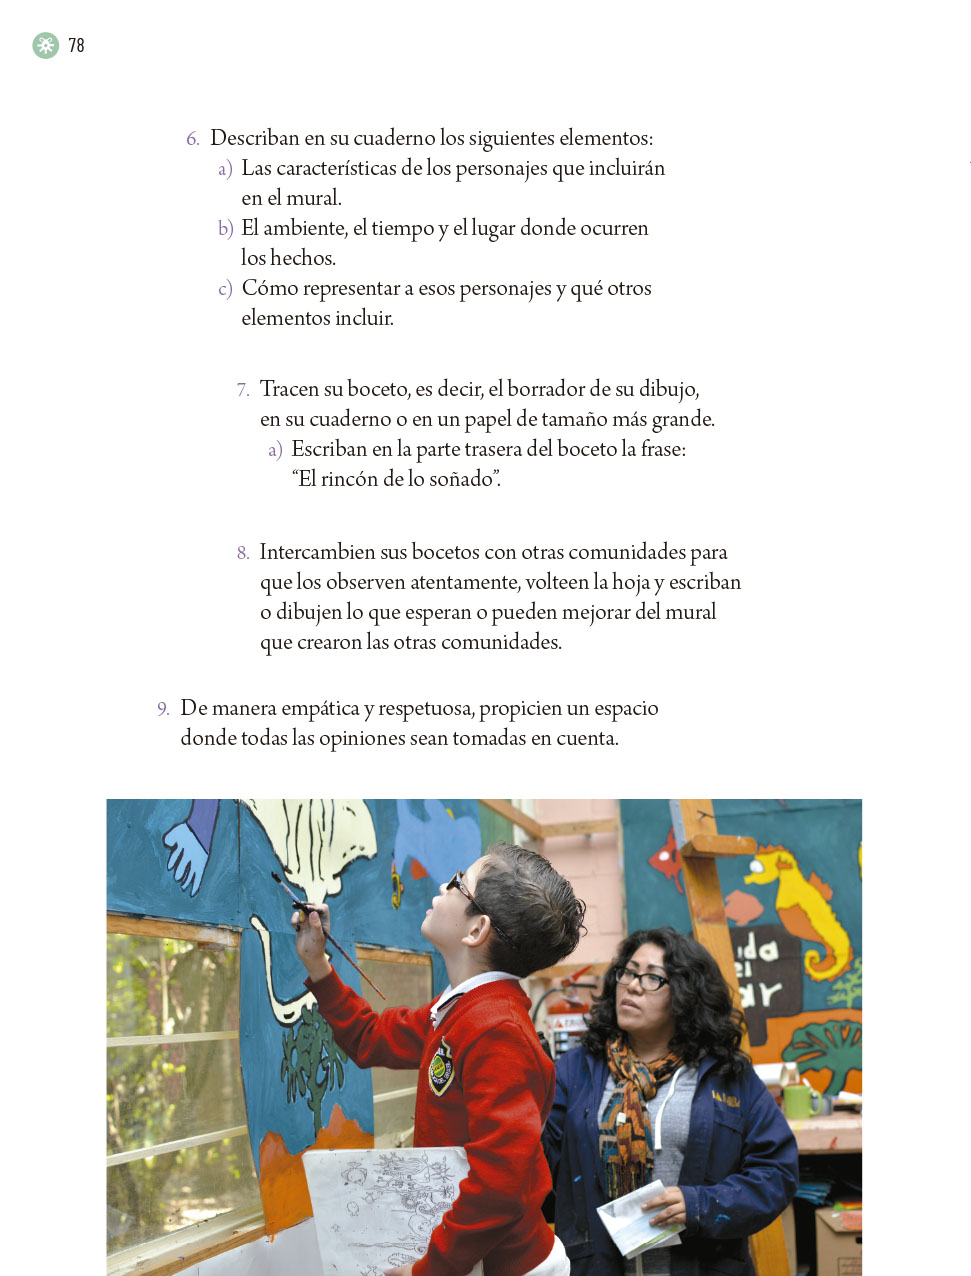 78
6. Describan en su cuaderno los siguientes elementos:
a) Las características de los personajes que incluirán
en el mural.
b) El ambiente, el tiempo y el lugar donde ocurren
los hechos.
c) Cómo representar a esos personajes y qué otros
elementos incluir.
7. Tracen su boceto, es decir, el borrador de su dibujo,
en su cuaderno o en un papel de tamaño más grande.
a) Escriban en la parte trasera del boceto la frase:
“El rincón de lo soñado”.
8. Intercambien sus bocetos con otras comunidades para
que los observen atentamente, volteen la hoja y escriban
o dibujen lo que esperan o pueden mejorar del mural
que crearon las otras comunidades.
9. De manera empática y respetuosa, propicien un espacio
donde todas las opiniones sean tomadas en cuenta.